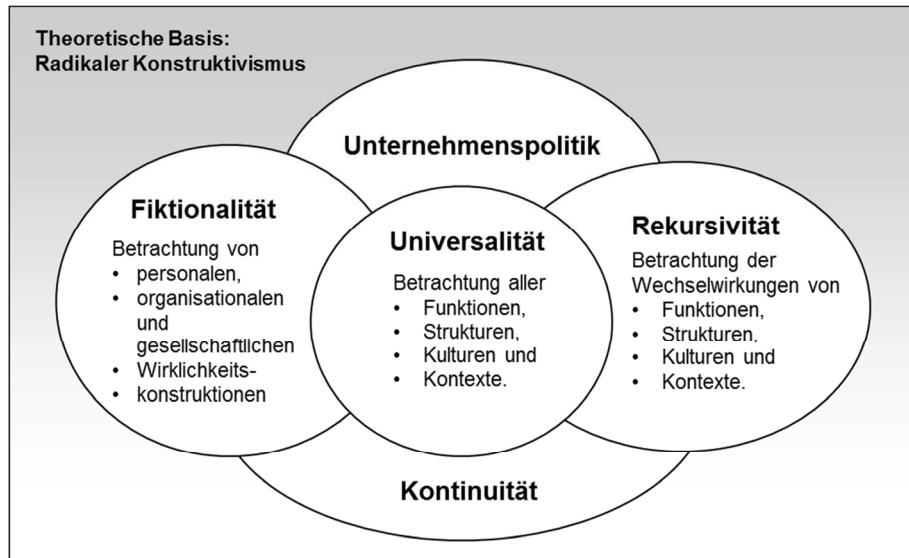 Theoretische Basis:
Radikaler Konstruktivismus
Unternehmenspolitik
Fiktionalität
Betrachtung von
• personalen,
• organisationalen
und
gesellschaftlichen
• Wirklichkeits-
• konstruktionen
Universalität
Betrachtung aller
• Funktionen,
• Strukturen,
• Kulturen und
• Kontexte.
Rekursivität
Betrachtung der
Wechselwirkungen von
• Funktionen,
• Strukturen,
• Kulturen und
• Kontexte.
Kontinuität